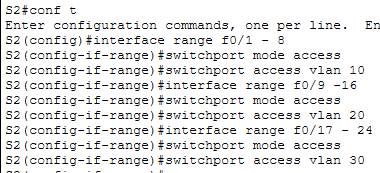 S2#conf t
Enter configuration commands, one per line.  En
S2(config)#interface range f0/1 - 8
S2(config-if-range)#switchport mode access
S2(config-if-range)#switchport access vlan 10
S2(config-if-range)#interface range f0/9 -16
S2(config-if-range)#switchport mode access
S2(config-if-range)#switchport access vlan 20
S2(config-if-range)#interface range f0/17 - 24
S2(config-if-range)#switchport mode access
S2(config-if-range)#switchport access vlan 30